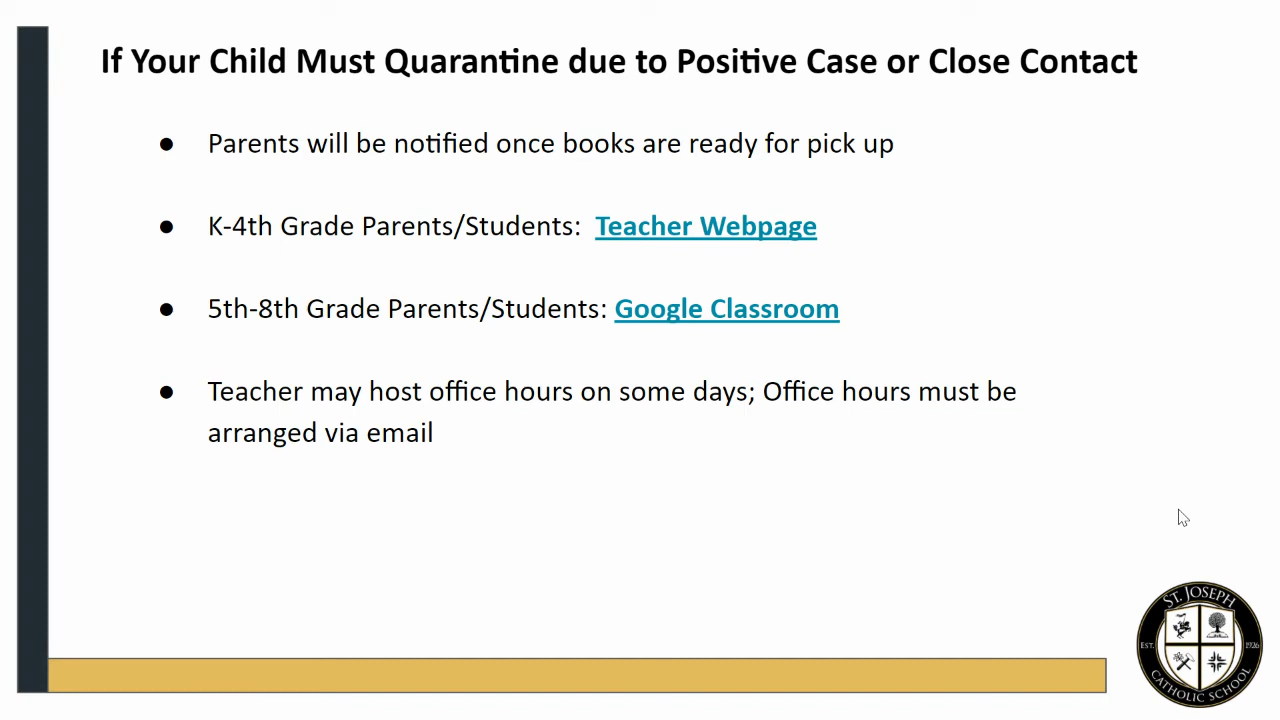 If Your Child Must Quarantine due to Positive Case or Close Contact
● Parents will be notified once books are ready for pick up
● K-4th Grade Parents/Students: Teacher Webpage
● 5th-8th Grade Parents/Students: Google Classroom
● Teacher may host office hours on some days; Office hours must be
arranged via email
ST. JOSEPH
EST. 1926
CATHOLIC SCHOOL